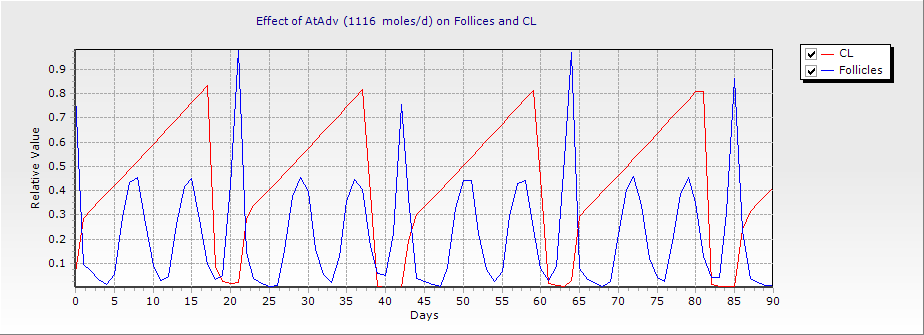 Effect of AtAdv (1116 moles/d) on Follices and CL
CL
Follicles
Relative Value
0.9
0.8
0.7
0.6
0.5
0.4
0.3
0.2
0.1
0 5 10 15 20 25 30 35 40 45 50 55 60 65 70 75 80 85 90
Days